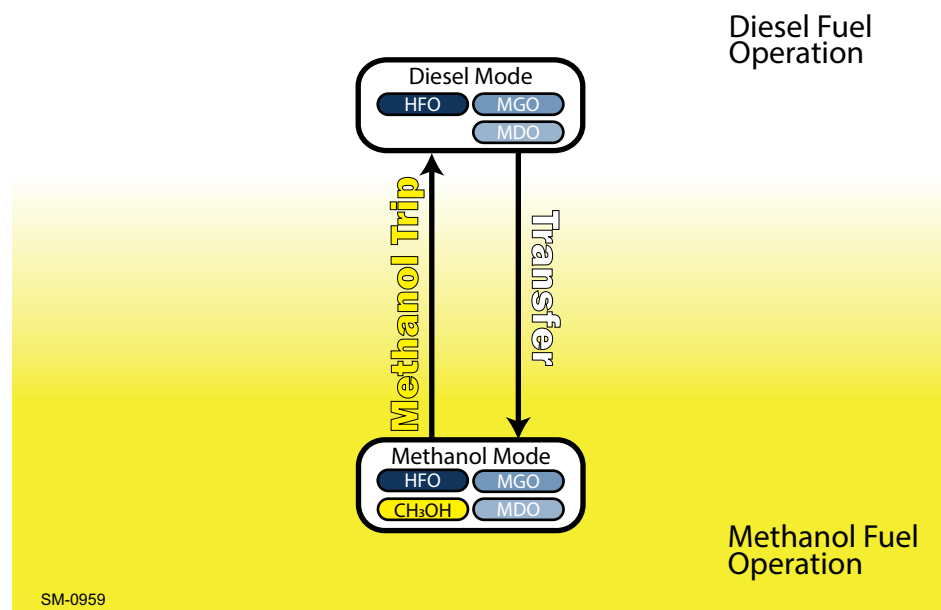 Diesel Fuel
Operation
Diesel Mode
HFO MGO
MDO
Methanol Trip
Transfer
Methanol Mode
HFO MGO
CH₃OH MDO
Methanol Fuel
Operation
SM-0959